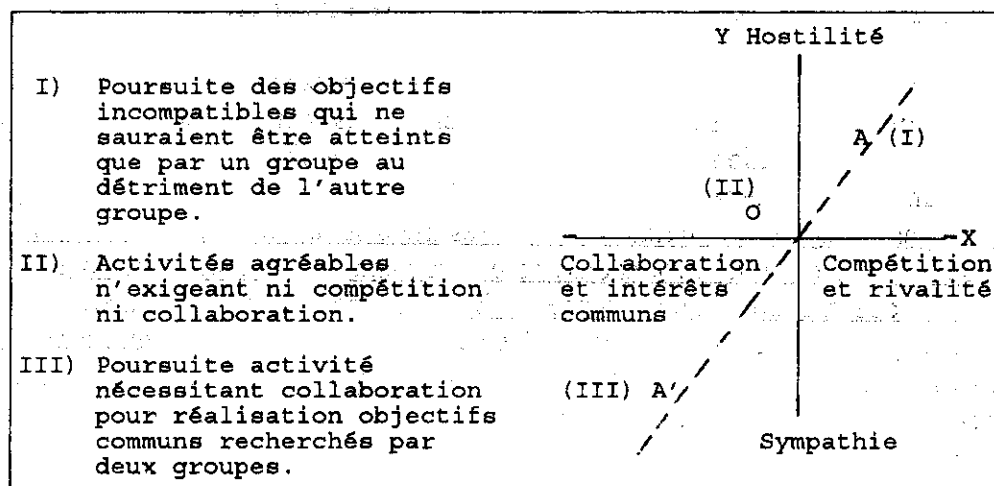 I) Poursuite des objectifs
incompatibles qui ne
sauraient être atteints
que par un groupe au
détriment de l'autre
groupe.
II) Activités agréables
n'exigeant ni compétition
ni collaboration.
III) Poursuite activité
nécessitant collaboration
pour réalisation objectifs
communs recherchés par
deux groupes.
Y Hostilité
A (I)
(II)
O
X
Collaboration
et intérêts
communs
Compétition
et rivalité
(III) A'
Sympathie